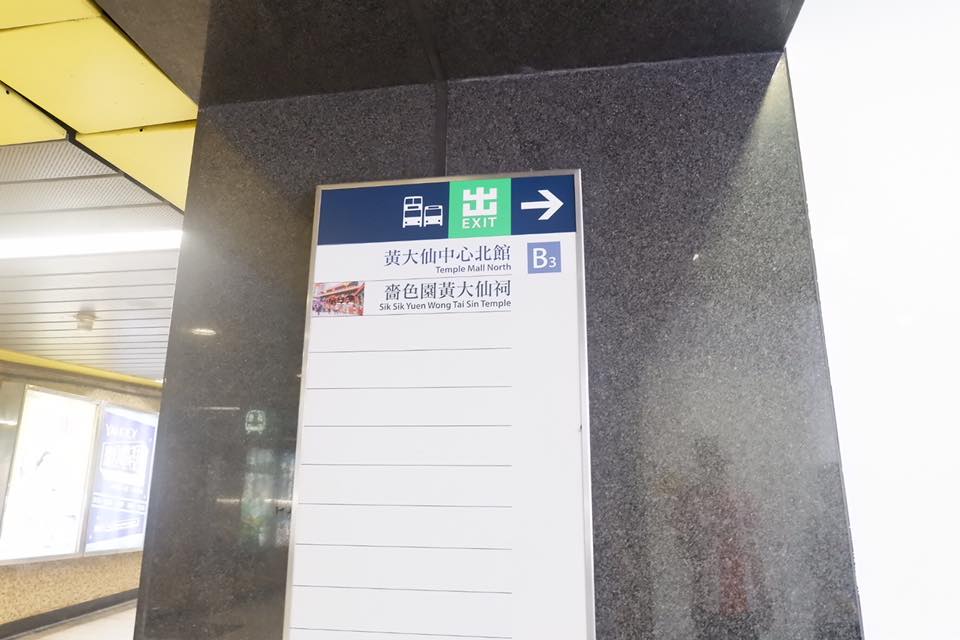 出
EXIT
黃大仙中心北館
Temple Mall North
B3
嗇色園黃大仙祠
Sik Sik Yuen Wong Tai Sin Temple